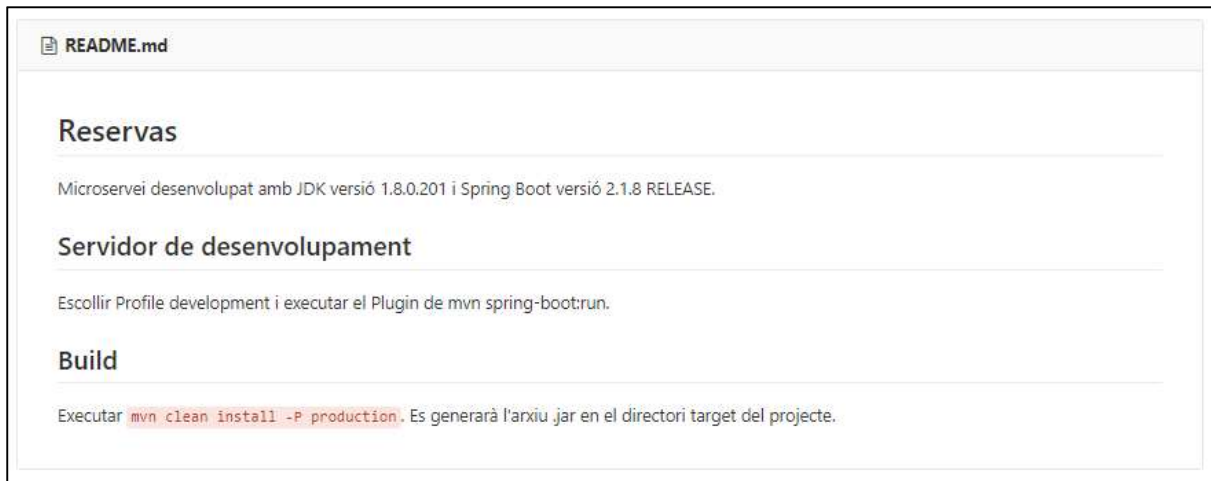 README.md
Reservas
Microservei desenvolupat amb JDK versió 1.8.0.201 i Spring Boot versió 2.1.8 RELEASE.
Servidor de desenvolupament
Escollir Profile development i executar el Plugin de mvn spring-boot:run.
Build
Executar mvn clean install -P production. Es generarà l'arxiu .jar en el directori target del projecte.